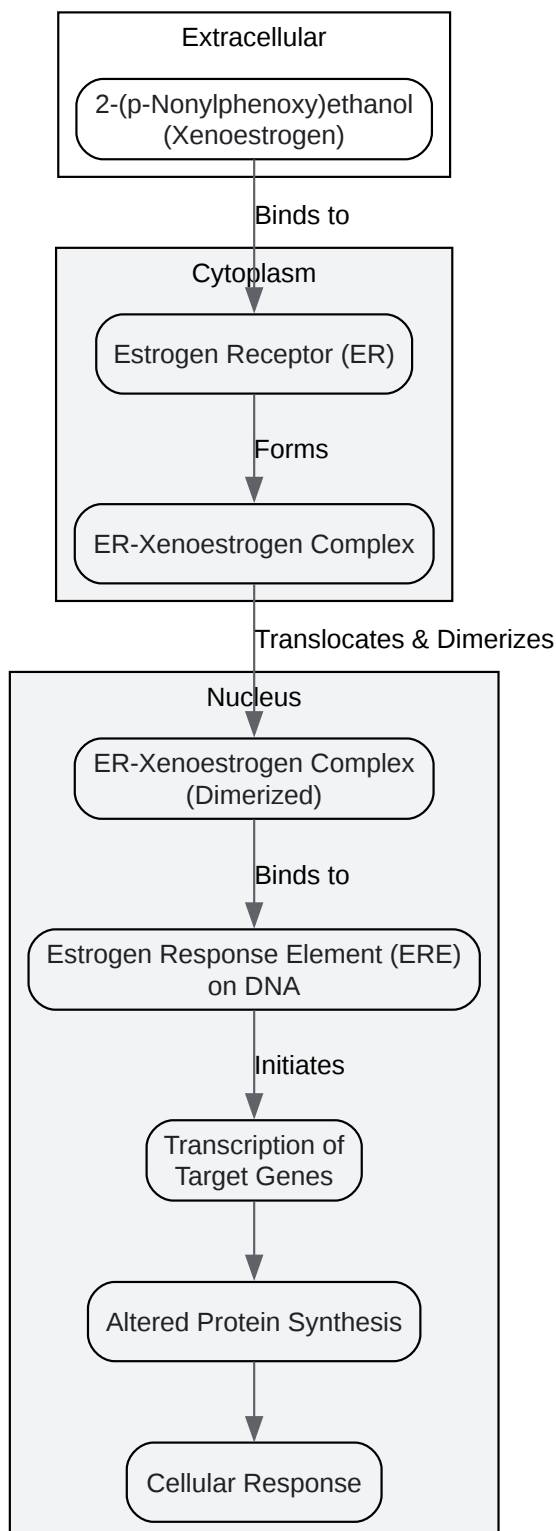 Extracellular
2-(p-Nonylphenoxy)ethanol
(Xenoestrogen)
Binds to
Cytoplasm
Estrogen Receptor (ER)
Forms
ER-Xenoestrogen Complex
Translocates & Dimerizes
Nucleus
ER-Xenoestrogen Complex
(Dimerized)
Binds to
Estrogen Response Element (ERE)
on DNA
Initiates
Transcription of
Target Genes
Altered Protein Synthesis
Cellular Response